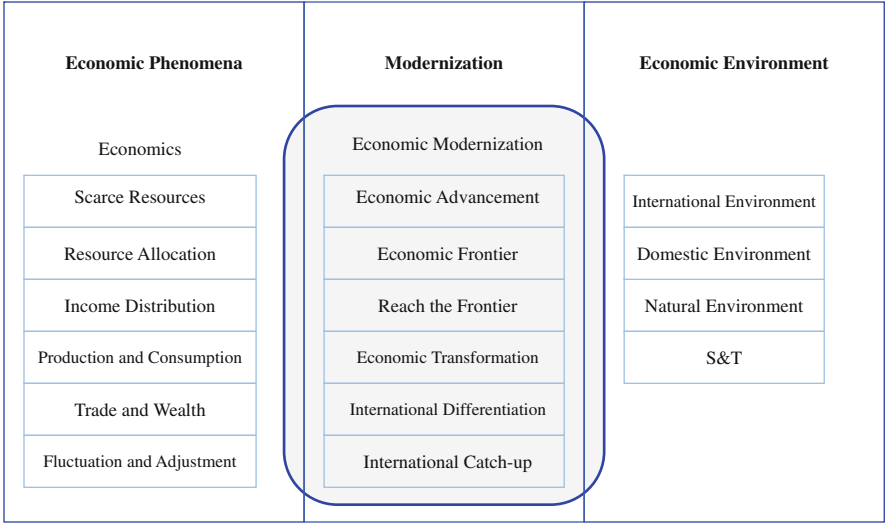 Economic Phenomena
Economics
Scarce Resources
Resource Allocation
Income Distribution
Production and Consumption
Trade and Wealth
Fluctuation and Adjustment
Modernization
Economic Modernization
Economic Advancement
Economic Frontier
Reach the Frontier
Economic Transformation
International Differentiation
International Catch-up
Economic Environment
International Environment
Domestic Environment
Natural Environment
S&T